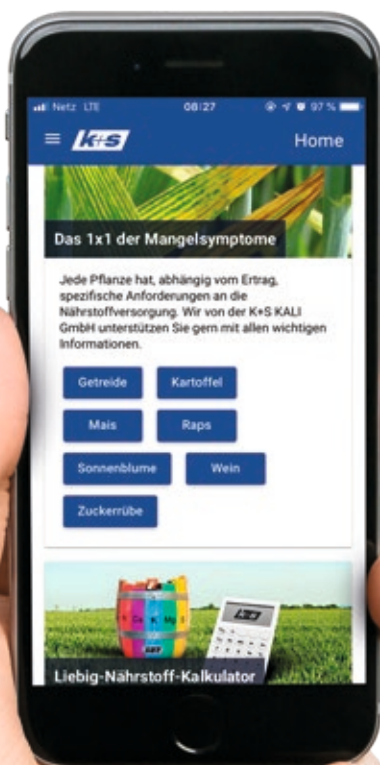 Netz LTE 08:27 97 %
K+S Home
Das 1x1 der Mangelsymptome
Jede Pflanze hat, abhängig vom Ertrag,
spezifische Anforderungen an die
Nährstoffversorgung. Wir von der K+S KALI
GmbH unterstützen Sie gern mit allen wichtigen
Informationen.
Getreide Kartoffel
Mais Raps
Sonnenblume Wein
Zuckerrübe
K+S
Ca K Mg S
K+S
Liebig-Nährstoff-Kalkulator